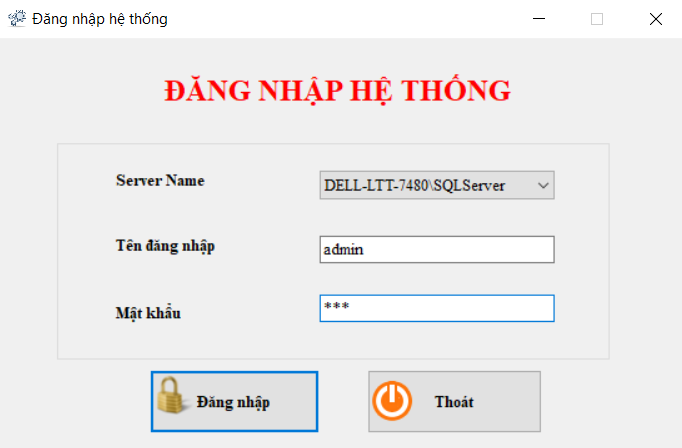 Đăng nhập hệ thống
ĐĂNG NHẬP HỆ THỐNG
Server Name
DELL-LTT-7480\SQLServer
Tên đăng nhập
admin
Mật khẩu
***
Đăng nhập
Thoát